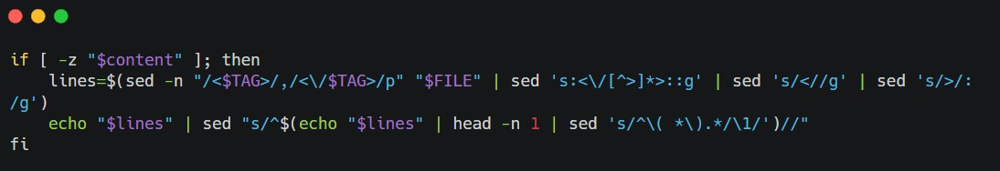 if [ -z "$content" ]; then
    lines=$(sed -n "/<$TAG>/,/<\/$TAG>/p" "$FILE" | sed 's:<\/[^>]*>::g' | sed 's/<//g' | sed 's/>/:
/g')
    echo "$lines" | sed "s/^$(echo "$lines" | head -n 1 | sed 's/^\( *\).*/\1/')//"
fi